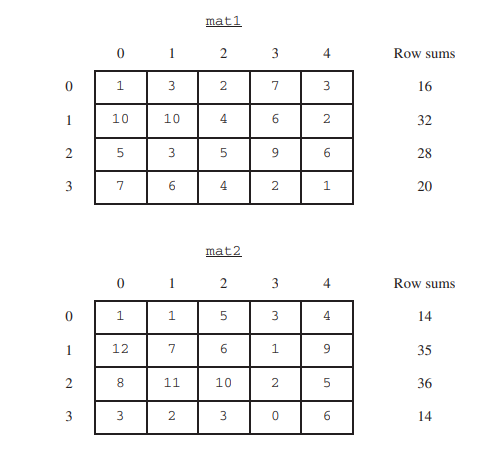 mat1
0 1 2 3 4 Row sums
0 1 3 2 7 3 16
1 10 10 4 6 2 32
2 5 3 5 9 6 28
3 7 6 4 2 1 20
mat2
0 1 2 3 4 Row sums
0 1 1 5 3 4 14
1 12 7 6 1 9 35
2 8 11 10 2 5 36
3 3 2 3 0 6 14